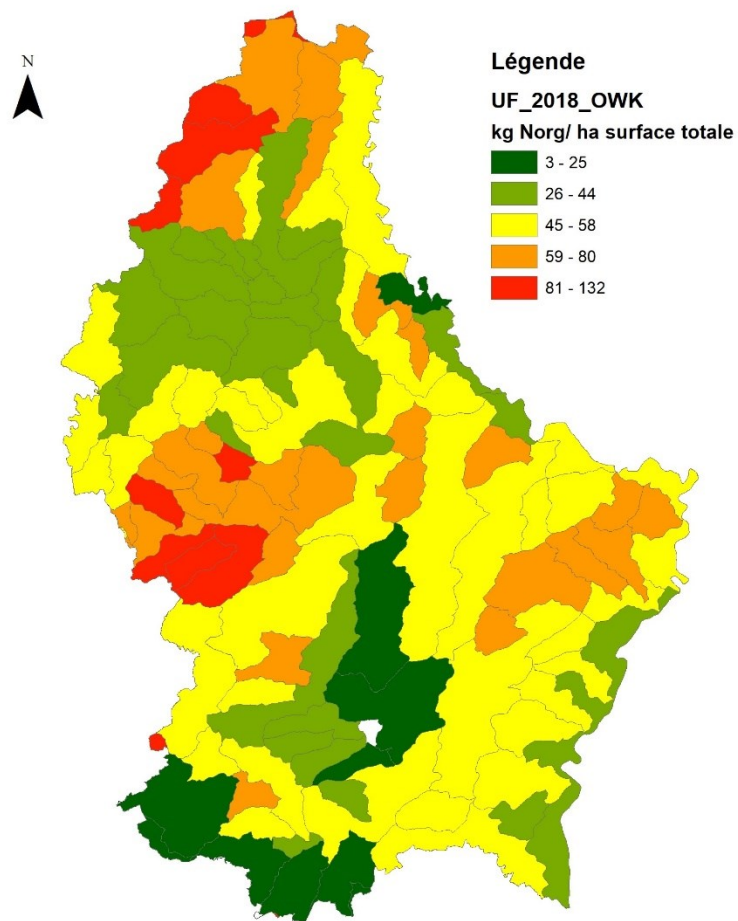 N
Légende
UF_2018_OWK
kg Norg/ ha surface totale
3 - 25
26 - 44
45 - 58
59 - 80
81 - 132